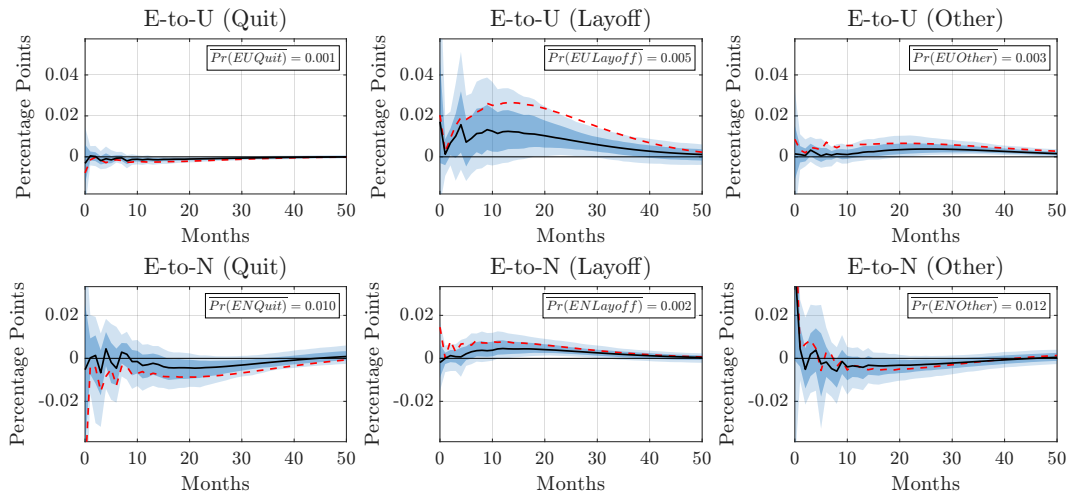 E-to-U (Quit)
Percentage Points
0.04
0.02
0
0
10
20
30
40
50
Months
\overline{Pr(EUQuit)} = 0.001
E-to-U (Layoff)
Percentage Points
0.04
0.02
0
0
10
20
30
40
50
Months
\overline{Pr(EULayoff)} = 0.005
E-to-U (Other)
Percentage Points
0.04
0.02
0
0
10
20
30
40
50
Months
\overline{Pr(EUOther)} = 0.003
E-to-N (Quit)
Percentage Points
0.02
0
-0.02
0
10
20
30
40
50
Months
\overline{Pr(ENQuit)} = 0.010
E-to-N (Layoff)
Percentage Points
0.02
0
-0.02
0
10
20
30
40
50
Months
\overline{Pr(ENLayoff)} = 0.002
E-to-N (Other)
Percentage Points
0.02
0
-0.02
0
10
20
30
40
50
Months
\overline{Pr(ENOther)} = 0.012